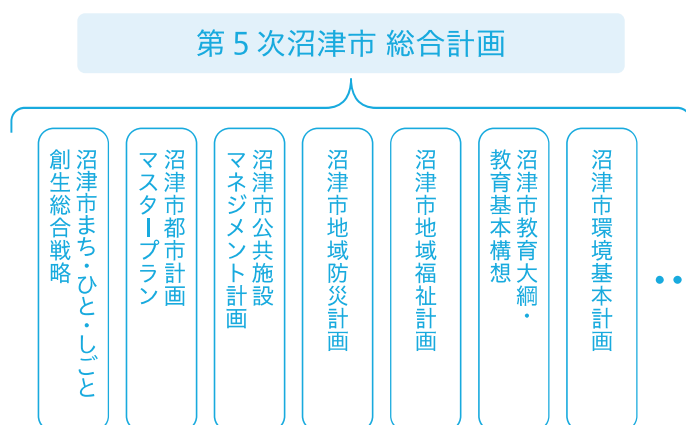 第5次沼津市 総合計画
沼津市まち・ひと・しごと
創生総合戦略
沼津市都市計画
マスタープラン
沼津市公共施設
マネジメント計画
沼津市地域防災計画
沼津市地域福祉計画
沼津市教育大綱・
教育基本構想
沼津市環境基本計画